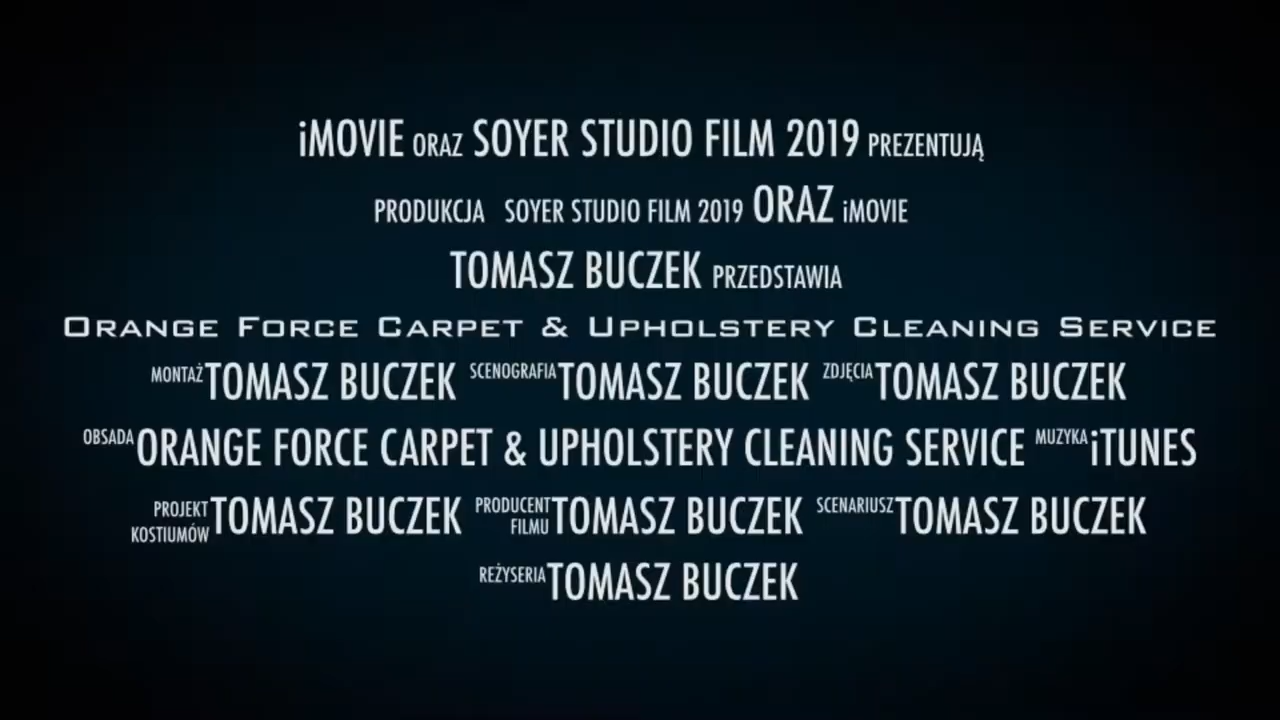 iMOVIE ORAZ SOYER STUDIO FILM 2019 PREZENTUJĄ
PRODUKCJA SOYER STUDIO FILM 2019 ORAZ iMOVIE
TOMASZ BUCZEK PRZEDSTAWIA
ORANGE FORCE CARPET & UPHOLSTERY CLEANING SERVICE
MONTAŻ TOMASZ BUCZEK SCENOGRAFIA TOMASZ BUCZEK ZDJĘCIA TOMASZ BUCZEK
OBSADA ORANGE FORCE CARPET & UPHOLSTERY CLEANING SERVICE MUZYKA iTUNES
PROJEKT KOSTIUMÓW TOMASZ BUCZEK PRODUCENT FILMU TOMASZ BUCZEK SCENARIUSZ TOMASZ BUCZEK
REŻYSERIA TOMASZ BUCZEK